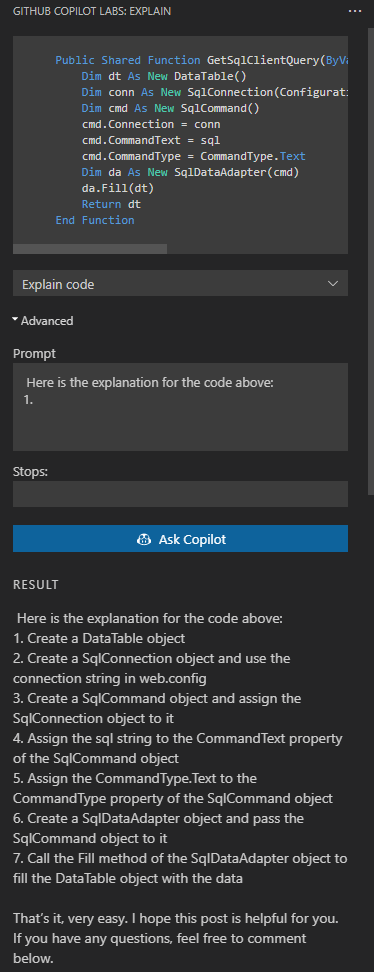 GITHUB COPILOT LABS: EXPLAIN
Public Shared Function GetSqlClientQuery(ByVa
Dim dt As New DataTable()
Dim conn As New SqlConnection(Configurati
Dim cmd As New SqlCommand()
cmd.Connection = conn
cmd.CommandText = sql
cmd.CommandType = CommandType.Text
Dim da As New SqlDataAdapter(cmd)
da.Fill(dt)
Return dt
End Function
Explain code
Advanced
Prompt
Here is the explanation for the code above:
1.
Stops:
Ask Copilot
RESULT
Here is the explanation for the code above:
1. Create a DataTable object
2. Create a SqlConnection object and use the
connection string in web.config
3. Create a SqlCommand object and assign the
SqlConnection object to it
4. Assign the sql string to the CommandText property
of the SqlCommand object
5. Assign the CommandType.Text to the
CommandType property of the SqlCommand object
6. Create a SqlDataAdapter object and pass the
SqlCommand object to it
7. Call the Fill method of the SqlDataAdapter object to
fill the DataTable object with the data
That's it, very easy. I hope this post is helpful for you.
If you have any questions, feel free to comment
below.